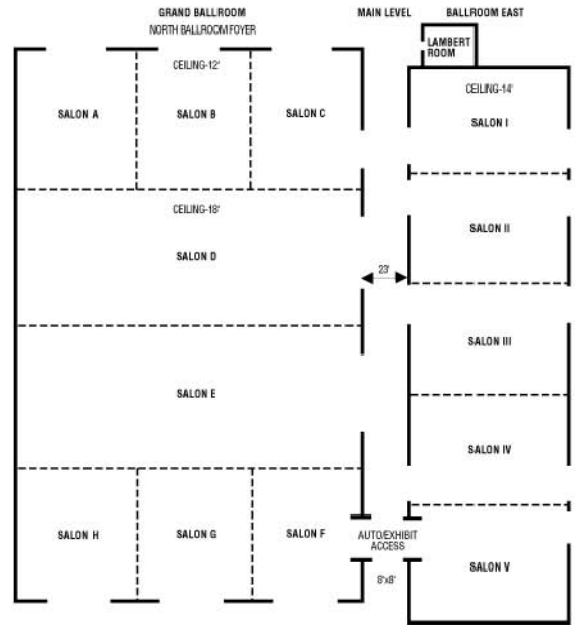 GRAND BALLROOM
NORTH BALLROOM FOYER
MAIN LEVEL
BALLROOM EAST
LAMBERT
ROOM
CEILING-12'
CEILING-14'
SALON A
SALON B
SALON C
SALON I
CEILING-18'
SALON D
SALON II
23'
SALON III
SALON E
SALON IV
SALON H
SALON G
SALON F
AUTO/EXHIBIT
ACCESS
8'x8'
SALON V